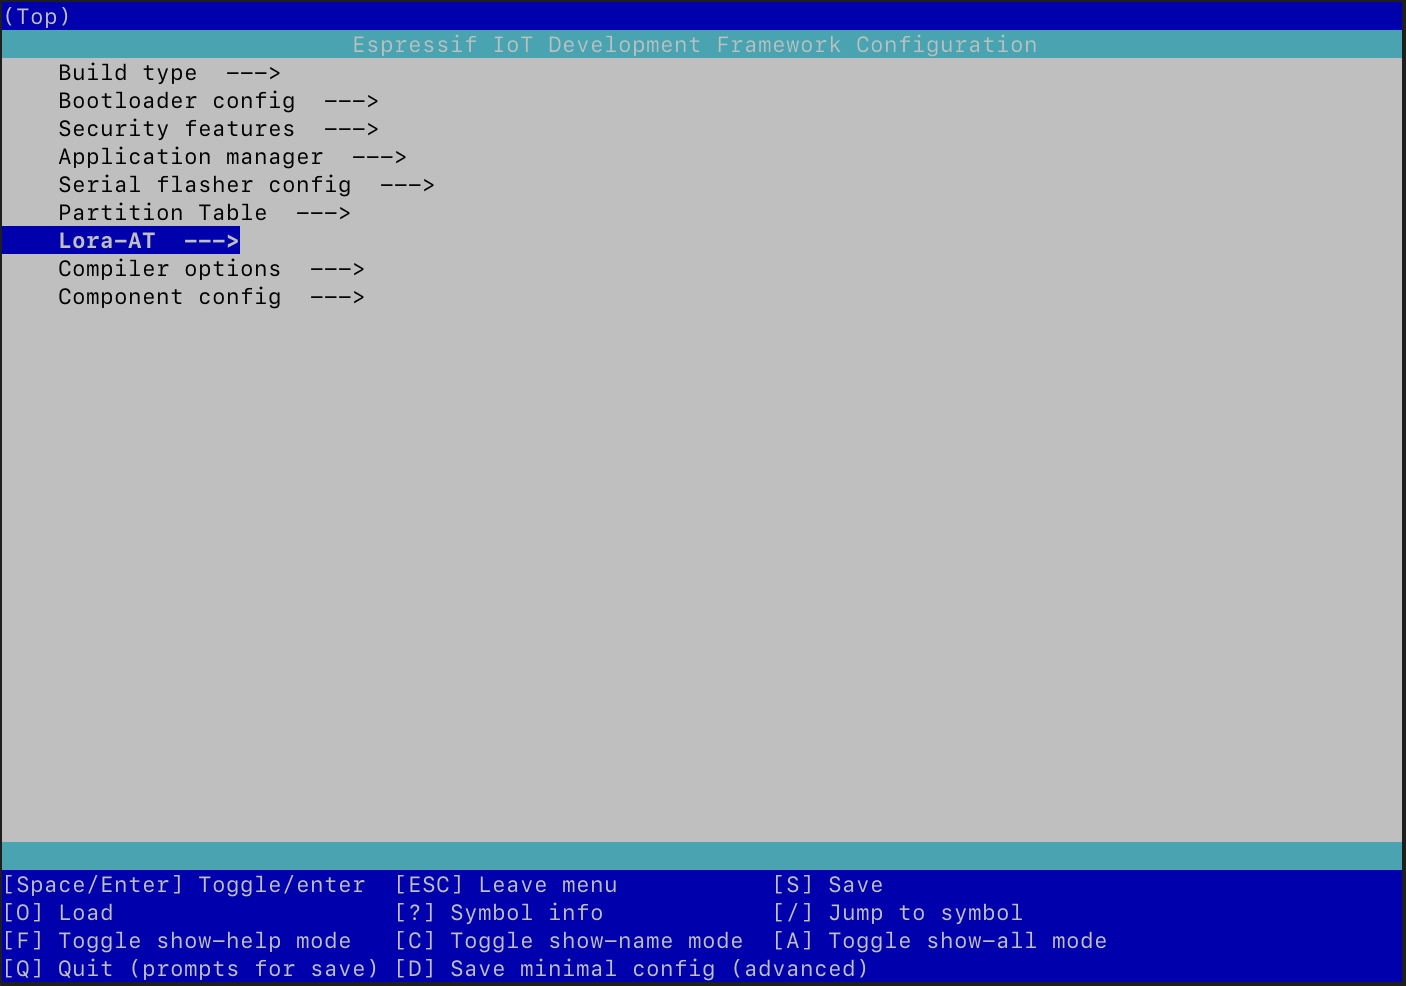 (Top)
Espressif IoT Development Framework Configuration
Build type  --->
Bootloader config  --->
Security features  --->
Application manager  --->
Serial flasher config  --->
Partition Table  --->
Lora-AT  --->
Compiler options  --->
Component config  --->
[Space/Enter] Toggle/enter  [ESC] Leave menu           [S] Save
[O] Load                    [?] Symbol info            [/] Jump to symbol
[F] Toggle show-help mode   [C] Toggle show-name mode  [A] Toggle show-all mode
[Q] Quit (prompts for save) [D] Save minimal config (advanced)